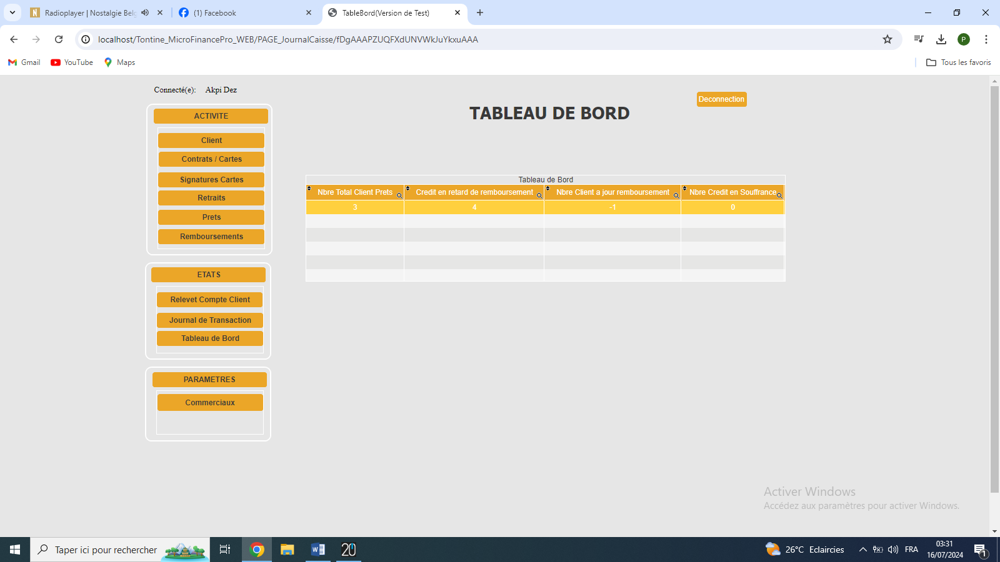 Radioplayer | Nostalgie Belg
(1) Facebook
TableBord(Version de Test)
localhost/Tontine_MicroFinancePro_WEB/PAGE_JournalCaisse/fDgAAAPZUQFXdUNVWkJuYkxuAAA
P
Gmail
YouTube
Maps
Tous les favoris
Connecté(e): Akpi Dez
Deconnection
TABLEAU DE BORD
ACTIVITE
Client
Contrats / Cartes
Signatures Cartes
Retraits
Prets
Remboursements
ETATS
Relevet Compte Client
Journal de Transaction
Tableau de Bord
PARAMETRES
Commerciaux
Tableau de Bord
Nbre Total Client Prets Credit en retard de remboursement Nbre Client a jour remboursement Nbre Credit en Souffrance
3 4 -1 0
Activer Windows
Accédez aux paramètres pour activer Windows.
Taper ici pour rechercher
20
26°C Eclaircies
FRA
03:31
16/07/2024
1